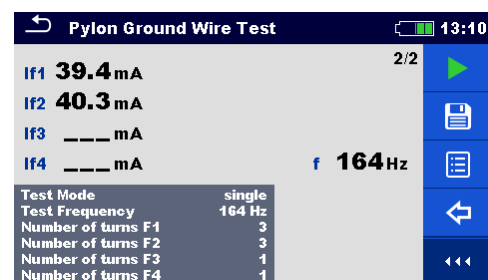 Pylon Ground Wire Test 13:10
2/2
If1 39.4 mA
If2 40.3 mA
If3 ___ mA
If4 ___ mA f 164 Hz
Test Mode single
Test Frequency 164 Hz
Number of turns F1 3
Number of turns F2 3
Number of turns F3 1
Number of turns F4 1